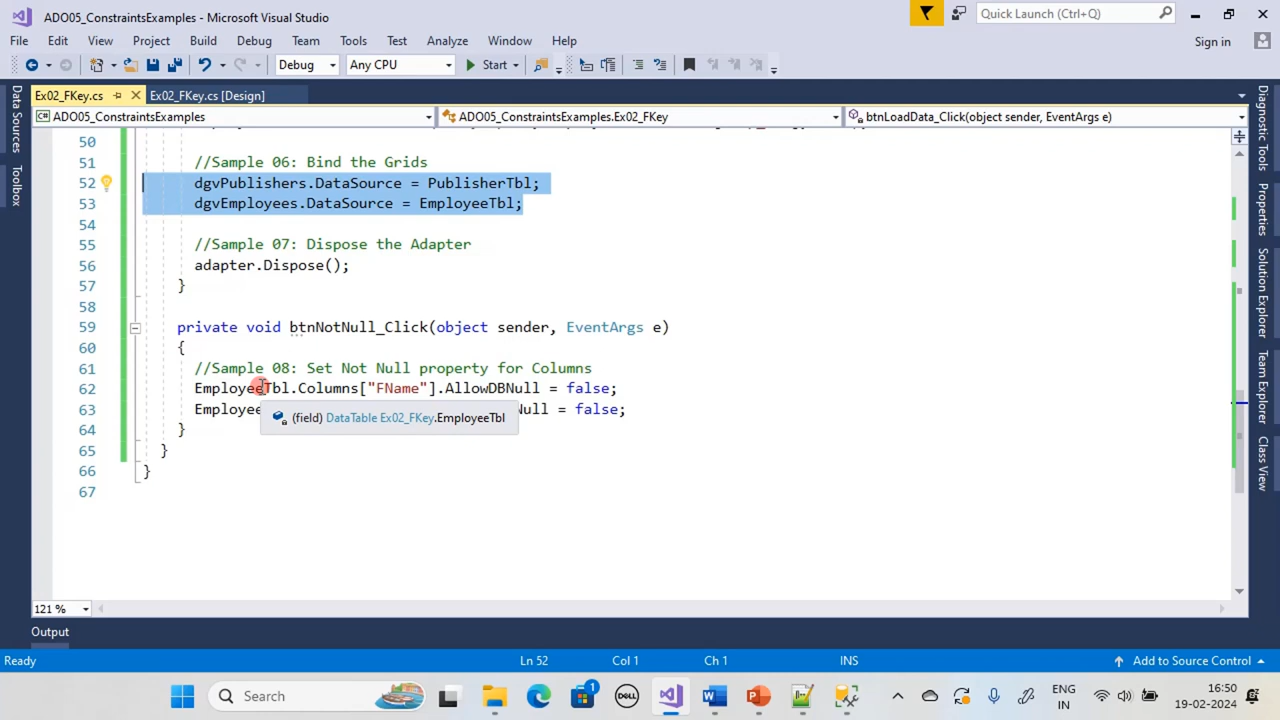 ADO05_ConstraintsExamples - Microsoft Visual Studio
Quick Launch (Ctrl+Q)
File Edit View Project Build Debug Team Tools Test Analyze Window Help
Sign in
Debug Any CPU Start
Ex02_FKey.cs Ex02_FKey.cs [Design]
ADO05_ConstraintsExamples ADO05_ConstraintsExamples.Ex02_FKey btnLoadData_Click(object sender, EventArgs e)
Data Sources
Toolbox
50
51 //Sample 06: Bind the Grids
52 dgvPublishers.DataSource = PublisherTbl;
53 dgvEmployees.DataSource = EmployeeTbl;
54
55 //Sample 07: Dispose the Adapter
56 adapter.Dispose();
57 }
58
59 private void btnNotNull_Click(object sender, EventArgs e)
60 {
61 //Sample 08: Set Not Null property for Columns
62 EmployeeTbl.Columns["FName"].AllowDBNull = false;
63 Employee Null = false;
(field) DataTable Ex02_FKey.EmployeeTbl
64 }
65 }
66 }
67
Diagnostic Tools
Properties
Solution Explorer
Team Explorer
Class View
121 %
Output
Ready Ln 52 Col 1 Ch 1 INS Add to Source Control
Search
1
DELL
ENG
IN
16:50
19-02-2024